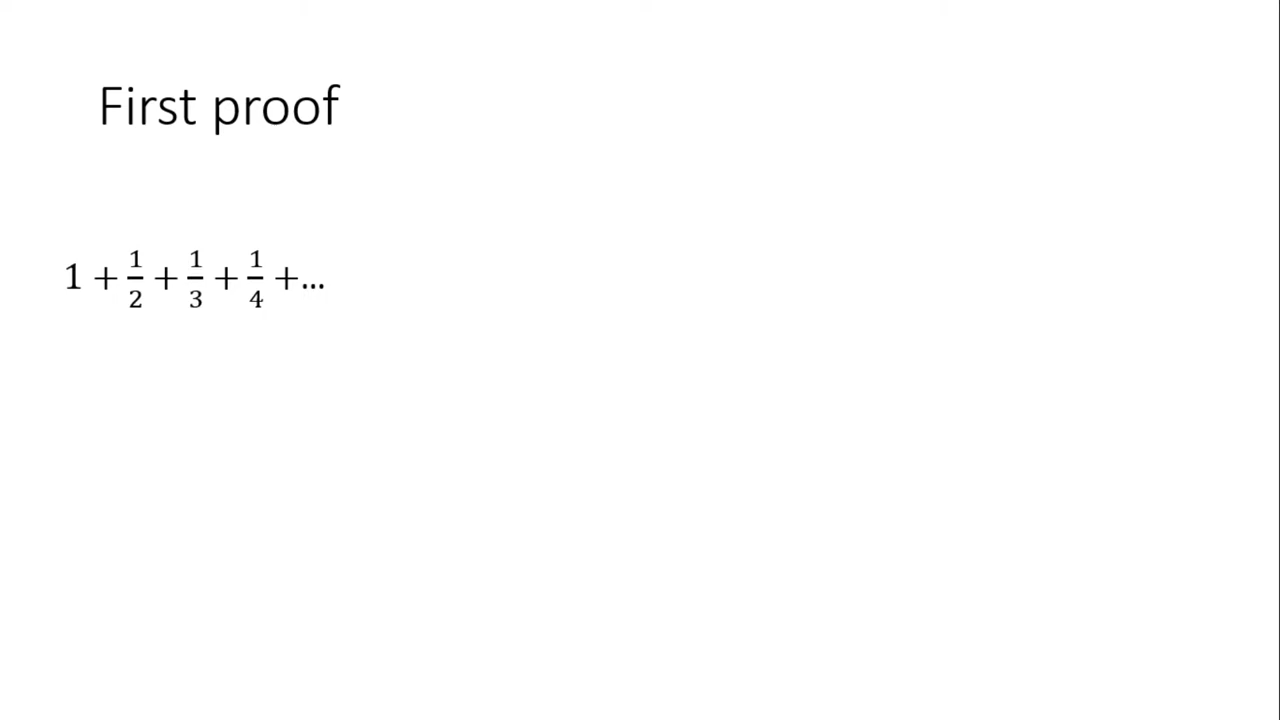 First proof
1 + 1/2 + 1/3 + 1/4 +...